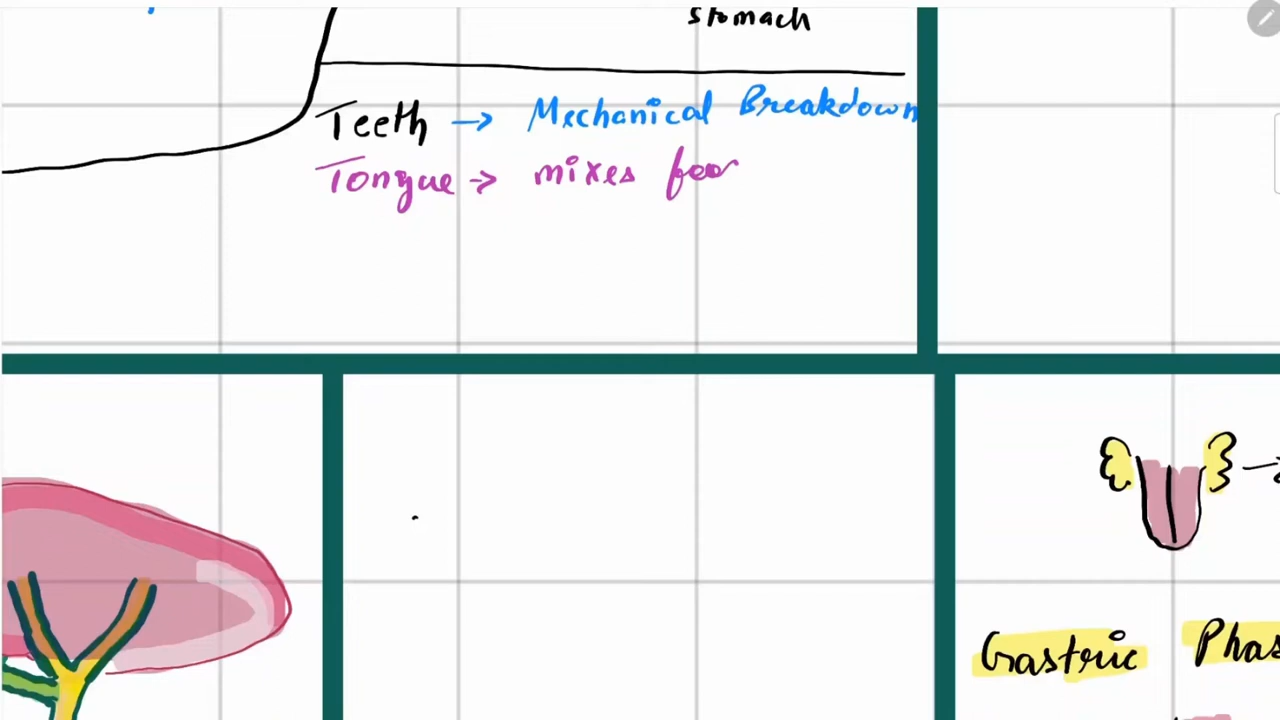 stomach
Teeth → Mechanical Breakdown
Tongue → mixes foo
Gastric Phas